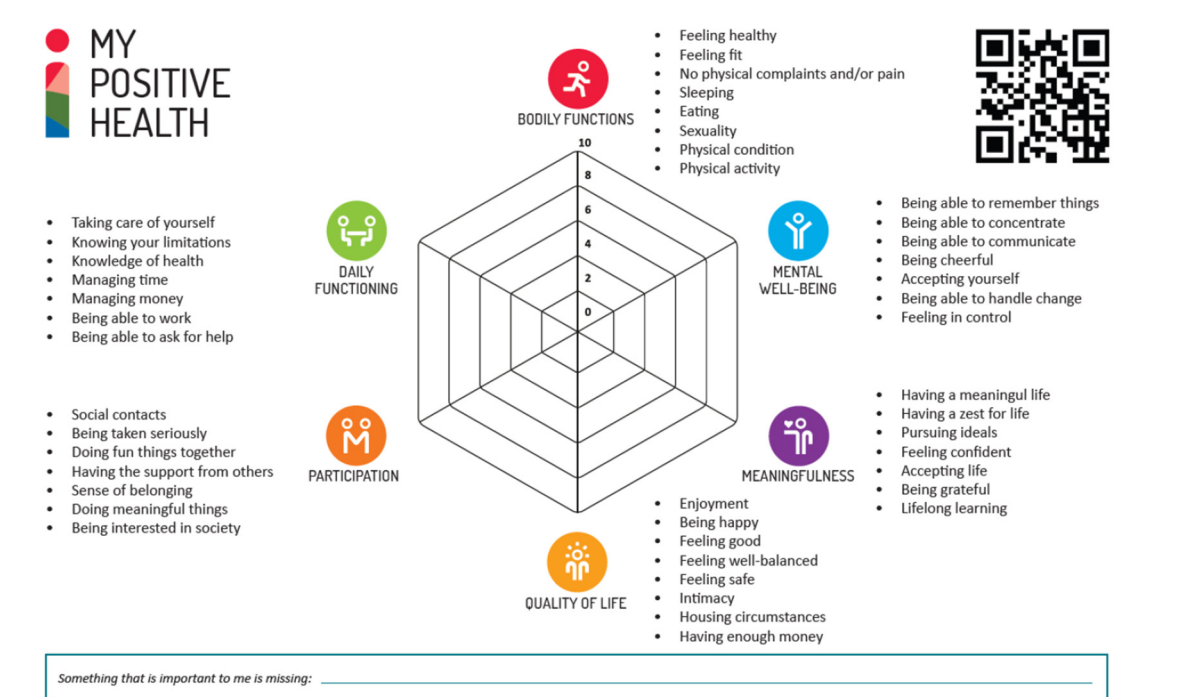 MY
POSITIVE
HEALTH
BODILY FUNCTIONS
• Feeling healthy
• Feeling fit
• No physical complaints and/or pain
• Sleeping
• Eating
• Sexuality
• Physical condition
• Physical activity
10
8
6
4
2
0
MENTAL
WELL-BEING
• Being able to remember things
• Being able to concentrate
• Being able to communicate
• Being cheerful
• Accepting yourself
• Being able to handle change
• Feeling in control
MEANINGFULNESS
• Having a meaningul life
• Having a zest for life
• Pursuing ideals
• Feeling confident
• Accepting life
• Being grateful
• Lifelong learning
QUALITY OF LIFE
• Enjoyment
• Being happy
• Feeling good
• Feeling well-balanced
• Feeling safe
• Intimacy
• Housing circumstances
• Having enough money
PARTICIPATION
• Social contacts
• Being taken seriously
• Doing fun things together
• Having the support from others
• Sense of belonging
• Doing meaningful things
• Being interested in society
DAILY
FUNCTIONING
• Taking care of yourself
• Knowing your limitations
• Knowledge of health
• Managing time
• Managing money
• Being able to work
• Being able to ask for help
Something that is important to me is missing: